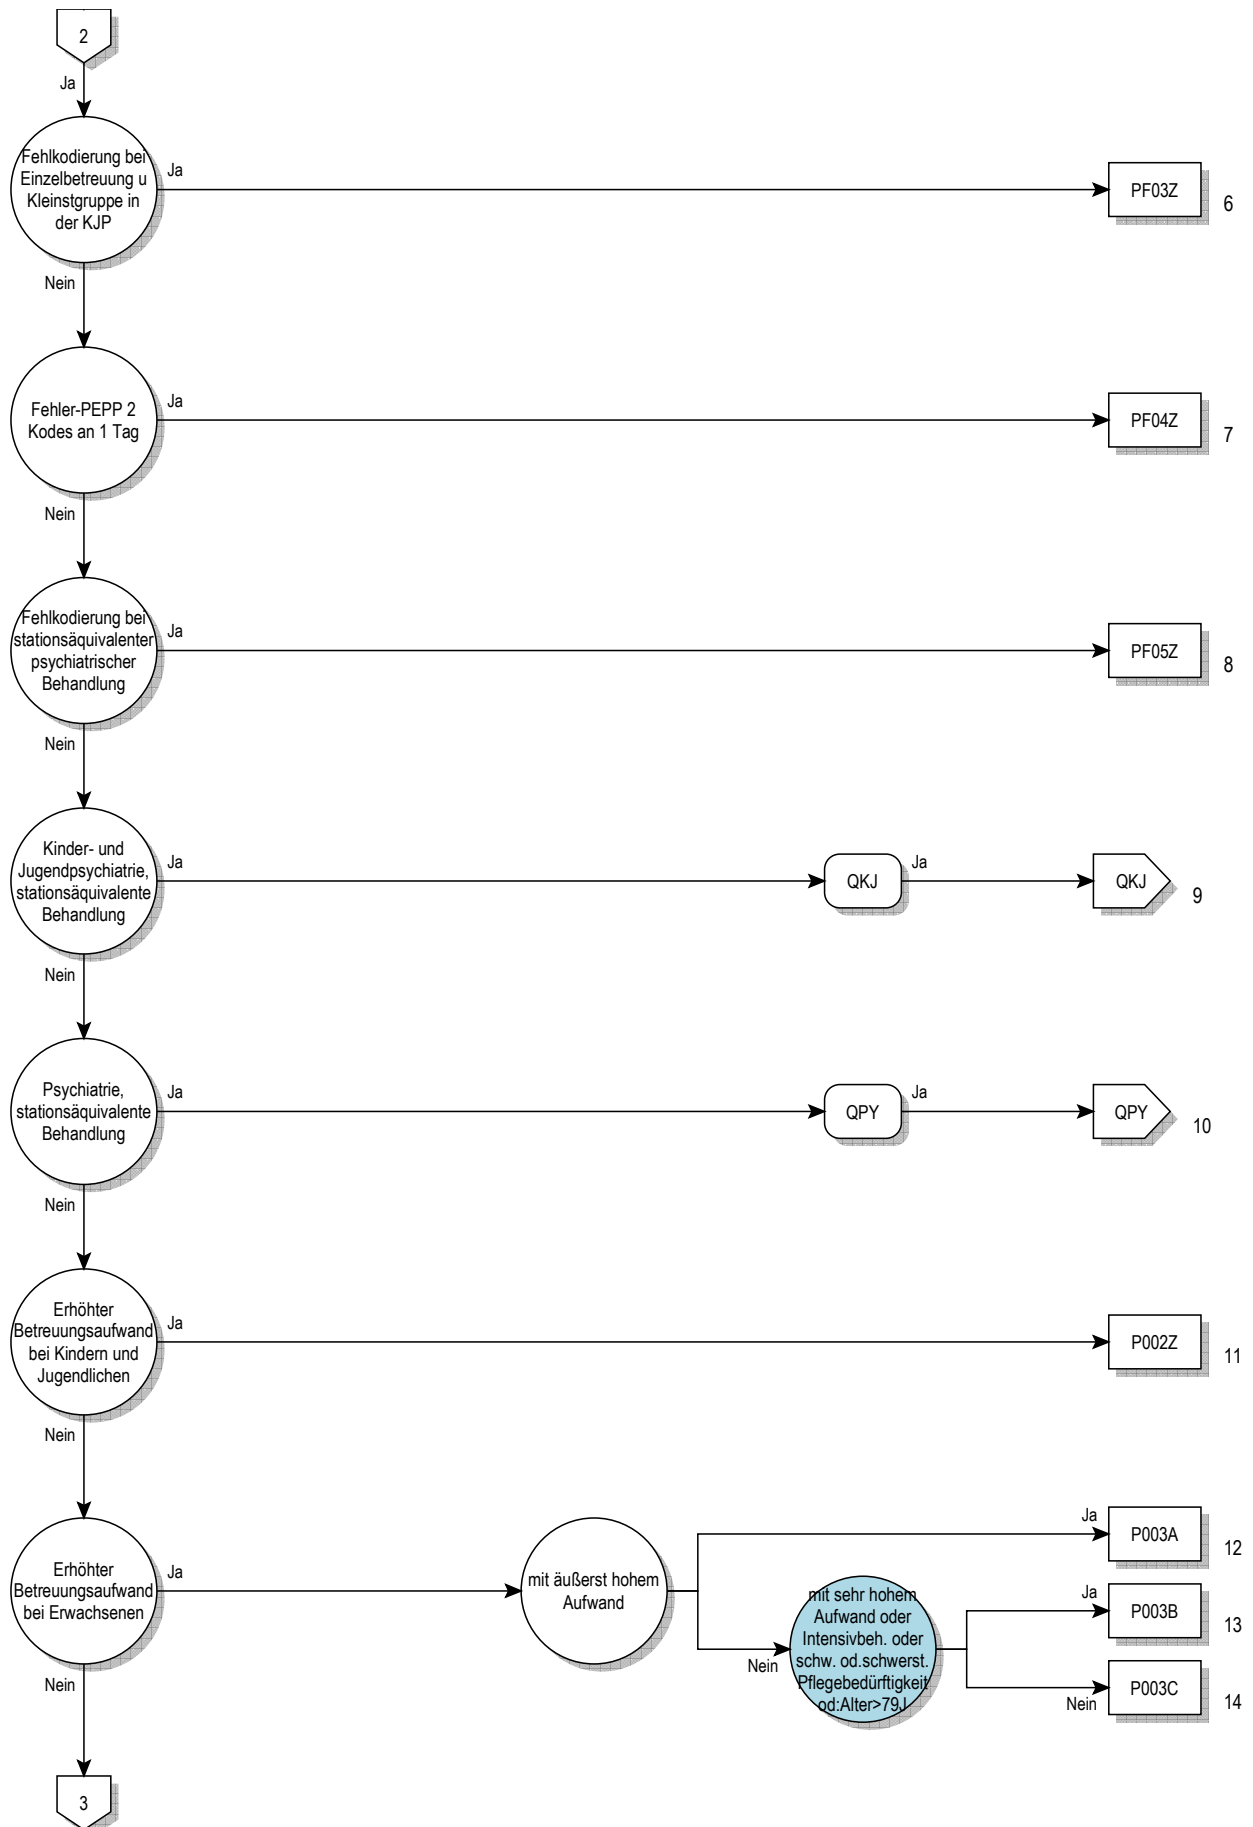 2
Ja
Fehlkodierung bei
Einzelbetreuung u
Kleinstgruppe in
der KJP
Ja
PF03Z
6
Nein
Fehler-PEPP 2
Kodes an 1 Tag
Ja
PF04Z
7
Nein
Fehlkodierung bei
stationsäquivalenter
psychiatrischer
Behandlung
Ja
PF05Z
8
Nein
Kinder- und
Jugendpsychiatrie,
stationsäquivalente
Behandlung
Ja
QKJ
Ja
QKJ
9
Nein
Psychiatrie,
stationsäquivalente
Behandlung
Ja
QPY
Ja
QPY
10
Nein
Erhöhter
Betreuungsaufwand
bei Kindern und
Jugendlichen
Ja
P002Z
11
Nein
Erhöhter
Betreuungsaufwand
bei Erwachsenen
Ja
mit äußerst hohem
Aufwand
Ja
P003A
12
Nein
mit sehr hohem
Aufwand oder
Intensivbeh. oder
schw. od.schwerst.
Pflegebedürftigkeit
od:Alter>79J
Ja
P003B
13
Nein
P003C
14
Nein
3